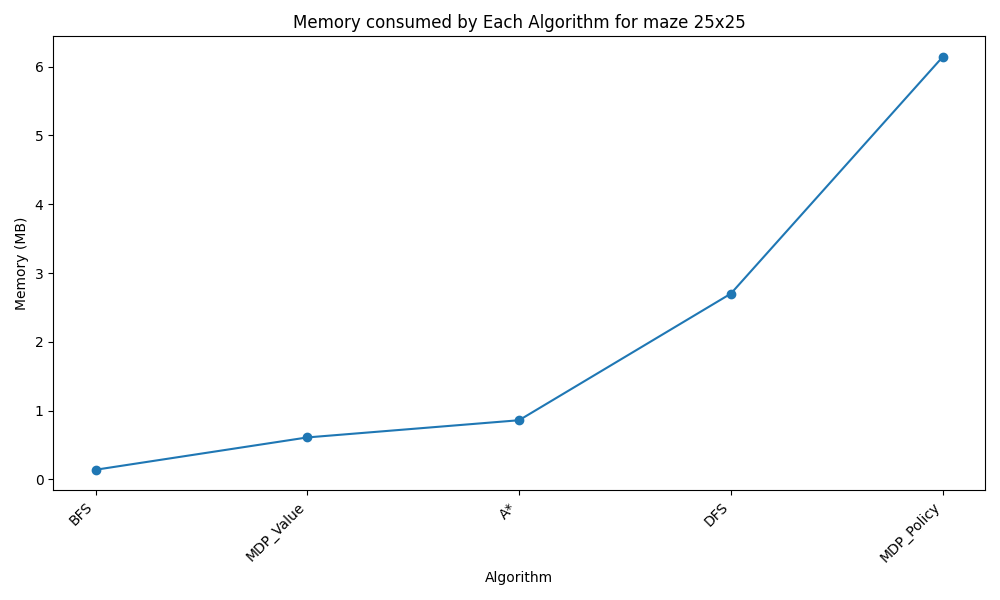 Memory consumed by Each Algorithm for maze 25x25
Memory (MB)
6
5
4
3
2
1
0
BFS
MDP_Value
A*
DFS
MDP_Policy
Algorithm